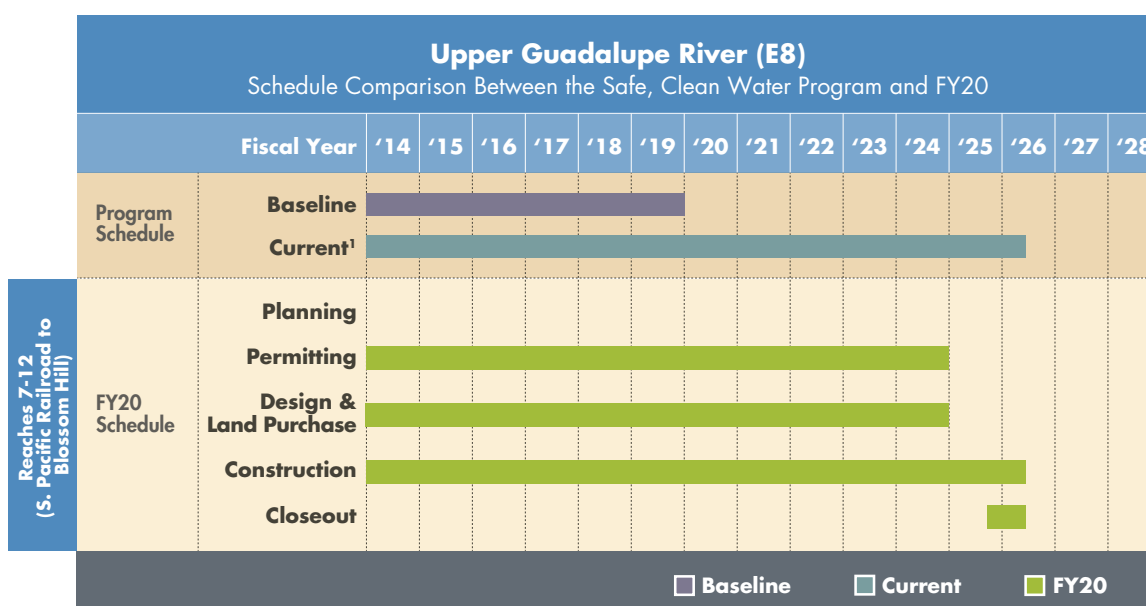 Upper Guadalupe River (E8)
Schedule Comparison Between the Safe, Clean Water Program and FY20
Fiscal Year ‘14 ‘15 ‘16 ‘17 ‘18 ‘19 ‘20 ‘21 ‘22 ‘23 ‘24 ‘25 ‘26 ‘27 ‘28
Program
Schedule
Baseline
Current¹
Reaches 7-12
(S. Pacific Railroad to
Blossom Hill)
FY20
Schedule
Planning
Permitting
Design &
Land Purchase
Construction
Closeout
Baseline Current FY20